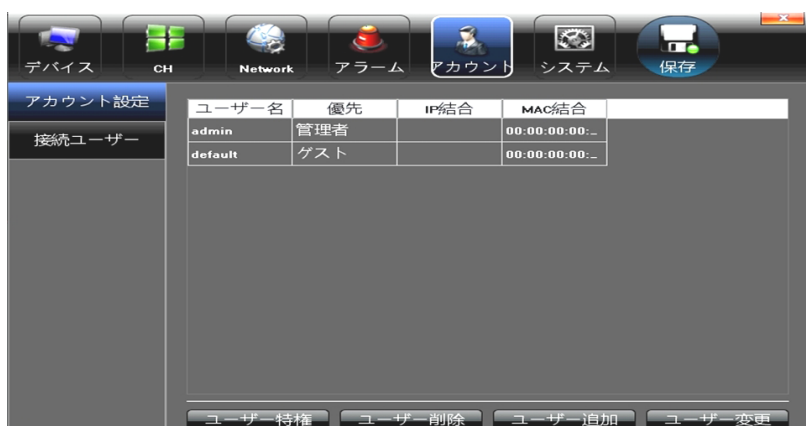 デバイス CH Network アラーム アカウント システム 保存
アカウント設定
接続ユーザー
ユーザー名 優先 IP結合 MAC結合
admin 管理者 00:00:00:00:_
default ゲスト 00:00:00:00:_
ユーザー特権 ユーザー削除 ユーザー追加 ユーザー変更